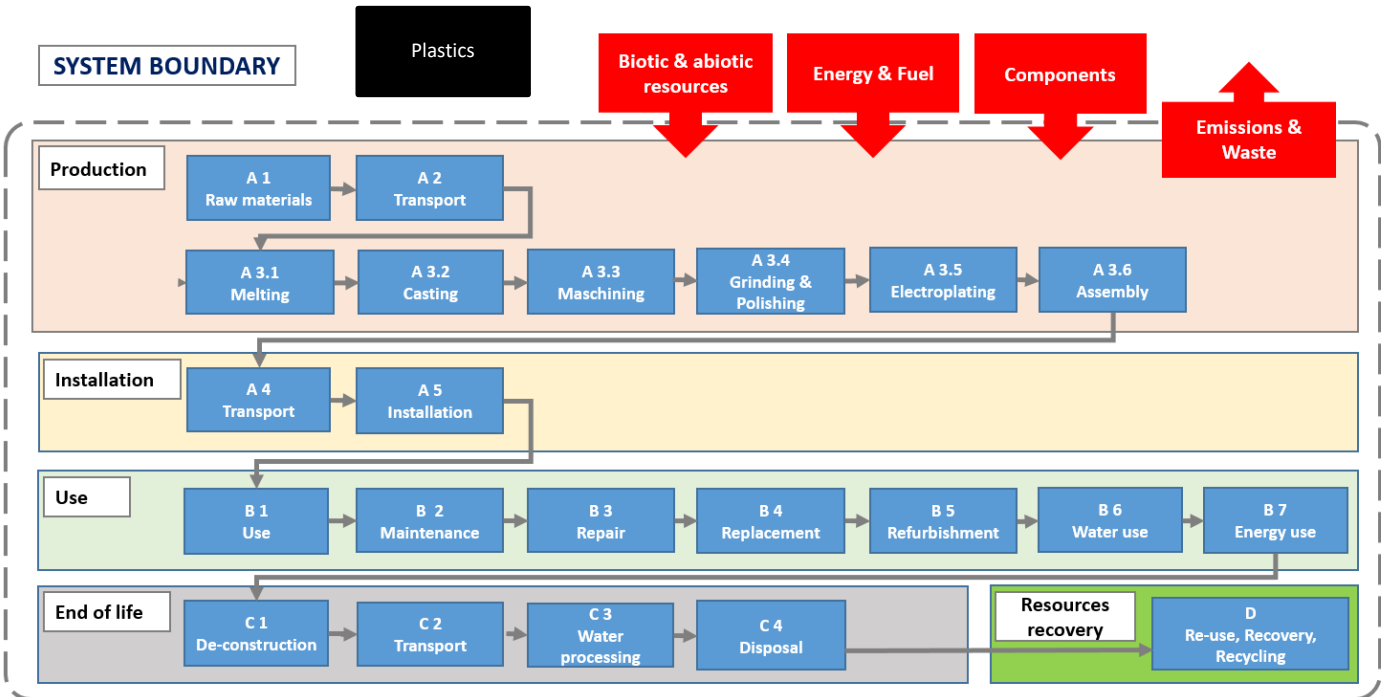 Plastics
SYSTEM BOUNDARY
Biotic & abiotic
resources
Energy & Fuel
Components
Emissions &
Waste
Production
A 1
Raw materials
A 2
Transport
A 3.1
Melting
A 3.2
Casting
A 3.3
Maschining
A 3.4
Grinding &
Polishing
A 3.5
Electroplating
A 3.6
Assembly
Installation
A 4
Transport
A 5
Installation
Use
B 1
Use
B 2
Maintenance
B 3
Repair
B 4
Replacement
B 5
Refurbishment
B 6
Water use
B 7
Energy use
End of life
C 1
De-construction
C 2
Transport
C 3
Water
processing
C 4
Disposal
Resources
recovery
D
Re-use, Recovery,
Recycling